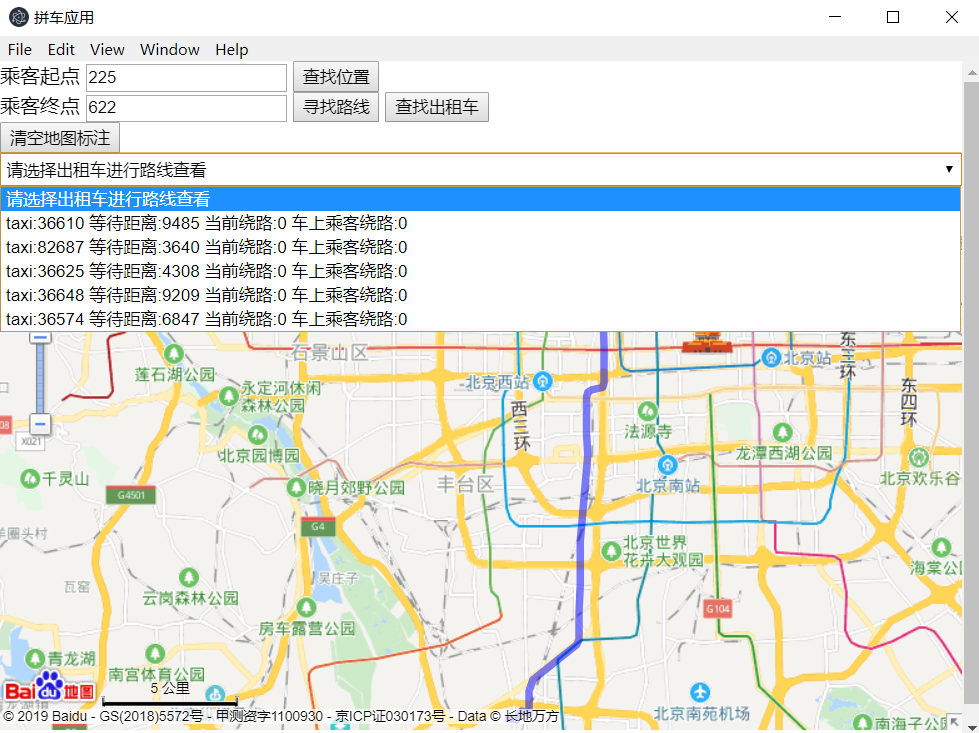 拼车应用
File Edit View Window Help
乘客起点 225 查找位置
乘客终点 622 寻找路线 查找出租车
清空地图标注
请选择出租车进行路线查看
请选择出租车进行路线查看
taxi:36610 等待距离:9485 当前绕路:0 车上乘客绕路:0
taxi:82687 等待距离:3640 当前绕路:0 车上乘客绕路:0
taxi:36625 等待距离:4308 当前绕路:0 车上乘客绕路:0
taxi:36648 等待距离:9209 当前绕路:0 车上乘客绕路:0
taxi:36574 等待距离:6847 当前绕路:0 车上乘客绕路:0
石景山区
东三环
北京站
莲石湖公园
北京西站
永定河休闲
森林公园
东四环
西三环
法源寺
X021
北京园博园
龙潭西湖公园
千灵山
北京南站
北京欢乐谷
丰台区
晓月郊野公园
G4501
G4
羊圈头村
北京世界
花卉大观园
海棠公
瓦窑
吴庄子
云岗森林公园
G104
房车露营公园
青龙湖
南宫体育公园
5 公里
Bai du 地图
北京南苑机场
南海子公
© 2019 Baidu - GS(2018)5572号 - 甲测资字1100930 - 京ICP证030173号 - Data © 长地万方